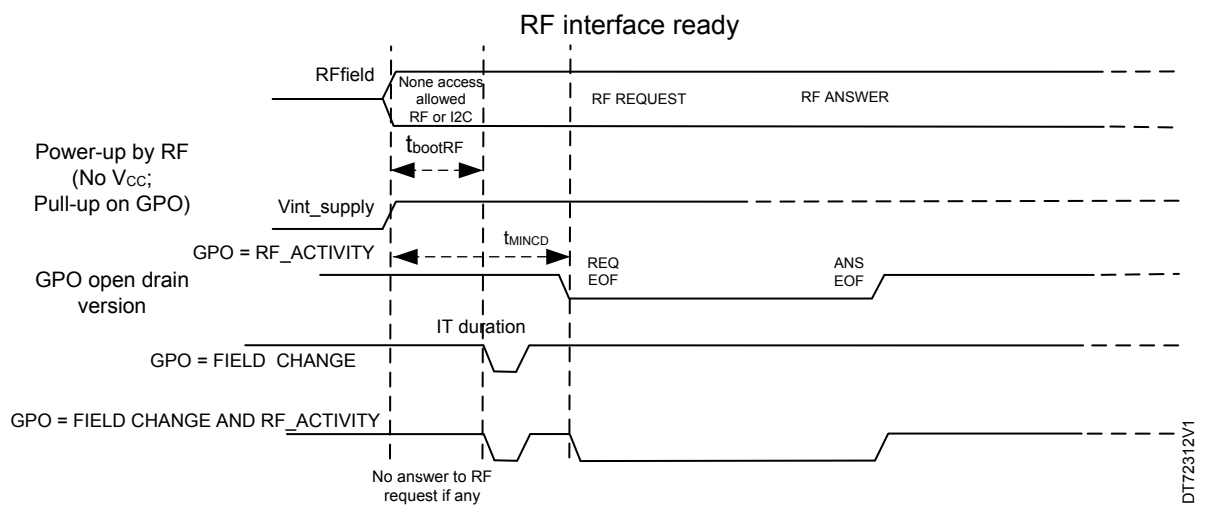 RF interface ready
RFfield
None access
allowed
RF or I2C
RF REQUEST
RF ANSWER
Power-up by RF
(No VCC;
Pull-up on GPO)
tbootRF
Vint_supply
GPO = RF_ACTIVITY
tMINCD
GPO open drain
version
REQ
EOF
ANS
EOF
IT duration
GPO = FIELD CHANGE
GPO = FIELD CHANGE AND RF_ACTIVITY
No answer to RF
request if any
DT72312V1